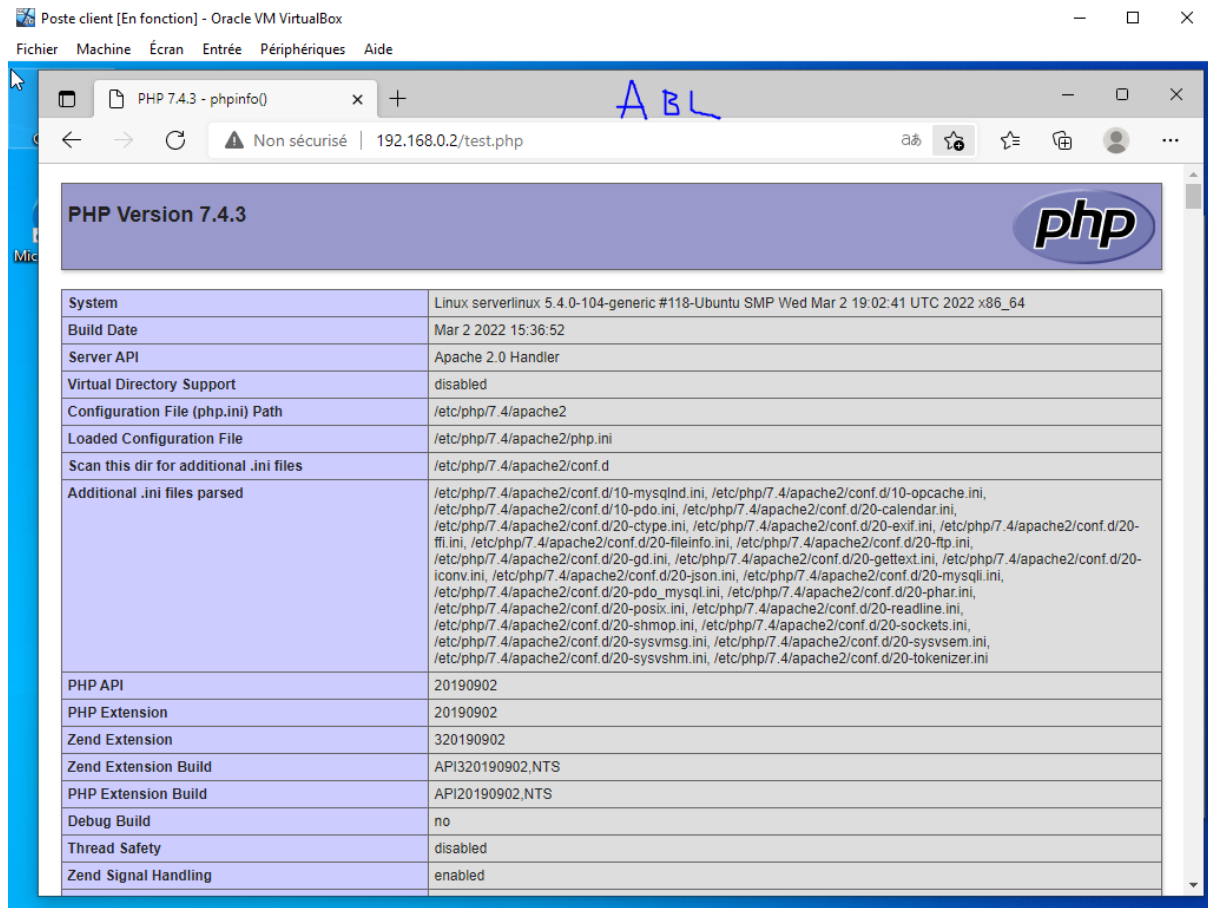 Poste client [En fonction] - Oracle VM VirtualBox
Fichier Machine Écran Entrée Périphériques Aide
PHP 7.4.3 - phpinfo()
ABL
Non sécurisé | 192.168.0.2/test.php
aあ
Mic
PHP Version 7.4.3
php
System Linux serverlinux 5.4.0-104-generic #118-Ubuntu SMP Wed Mar 2 19:02:41 UTC 2022 x86_64
Build Date Mar 2 2022 15:36:52
Server API Apache 2.0 Handler
Virtual Directory Support disabled
Configuration File (php.ini) Path /etc/php/7.4/apache2
Loaded Configuration File /etc/php/7.4/apache2/php.ini
Scan this dir for additional .ini files /etc/php/7.4/apache2/conf.d
Additional .ini files parsed /etc/php/7.4/apache2/conf.d/10-mysqlnd.ini, /etc/php/7.4/apache2/conf.d/10-opcache.ini,
/etc/php/7.4/apache2/conf.d/10-pdo.ini, /etc/php/7.4/apache2/conf.d/20-calendar.ini,
/etc/php/7.4/apache2/conf.d/20-ctype.ini, /etc/php/7.4/apache2/conf.d/20-exif.ini, /etc/php/7.4/apache2/conf.d/20-
ffi.ini, /etc/php/7.4/apache2/conf.d/20-fileinfo.ini, /etc/php/7.4/apache2/conf.d/20-ftp.ini,
/etc/php/7.4/apache2/conf.d/20-gd.ini, /etc/php/7.4/apache2/conf.d/20-gettext.ini, /etc/php/7.4/apache2/conf.d/20-
iconv.ini, /etc/php/7.4/apache2/conf.d/20-json.ini, /etc/php/7.4/apache2/conf.d/20-mysqli.ini,
/etc/php/7.4/apache2/conf.d/20-pdo_mysql.ini, /etc/php/7.4/apache2/conf.d/20-phar.ini,
/etc/php/7.4/apache2/conf.d/20-posix.ini, /etc/php/7.4/apache2/conf.d/20-readline.ini,
/etc/php/7.4/apache2/conf.d/20-shmop.ini, /etc/php/7.4/apache2/conf.d/20-sockets.ini,
/etc/php/7.4/apache2/conf.d/20-sysvmsg.ini, /etc/php/7.4/apache2/conf.d/20-sysvsem.ini,
/etc/php/7.4/apache2/conf.d/20-sysvshm.ini, /etc/php/7.4/apache2/conf.d/20-tokenizer.ini
PHP API 20190902
PHP Extension 20190902
Zend Extension 320190902
Zend Extension Build API320190902,NTS
PHP Extension Build API20190902,NTS
Debug Build no
Thread Safety disabled
Zend Signal Handling enabled